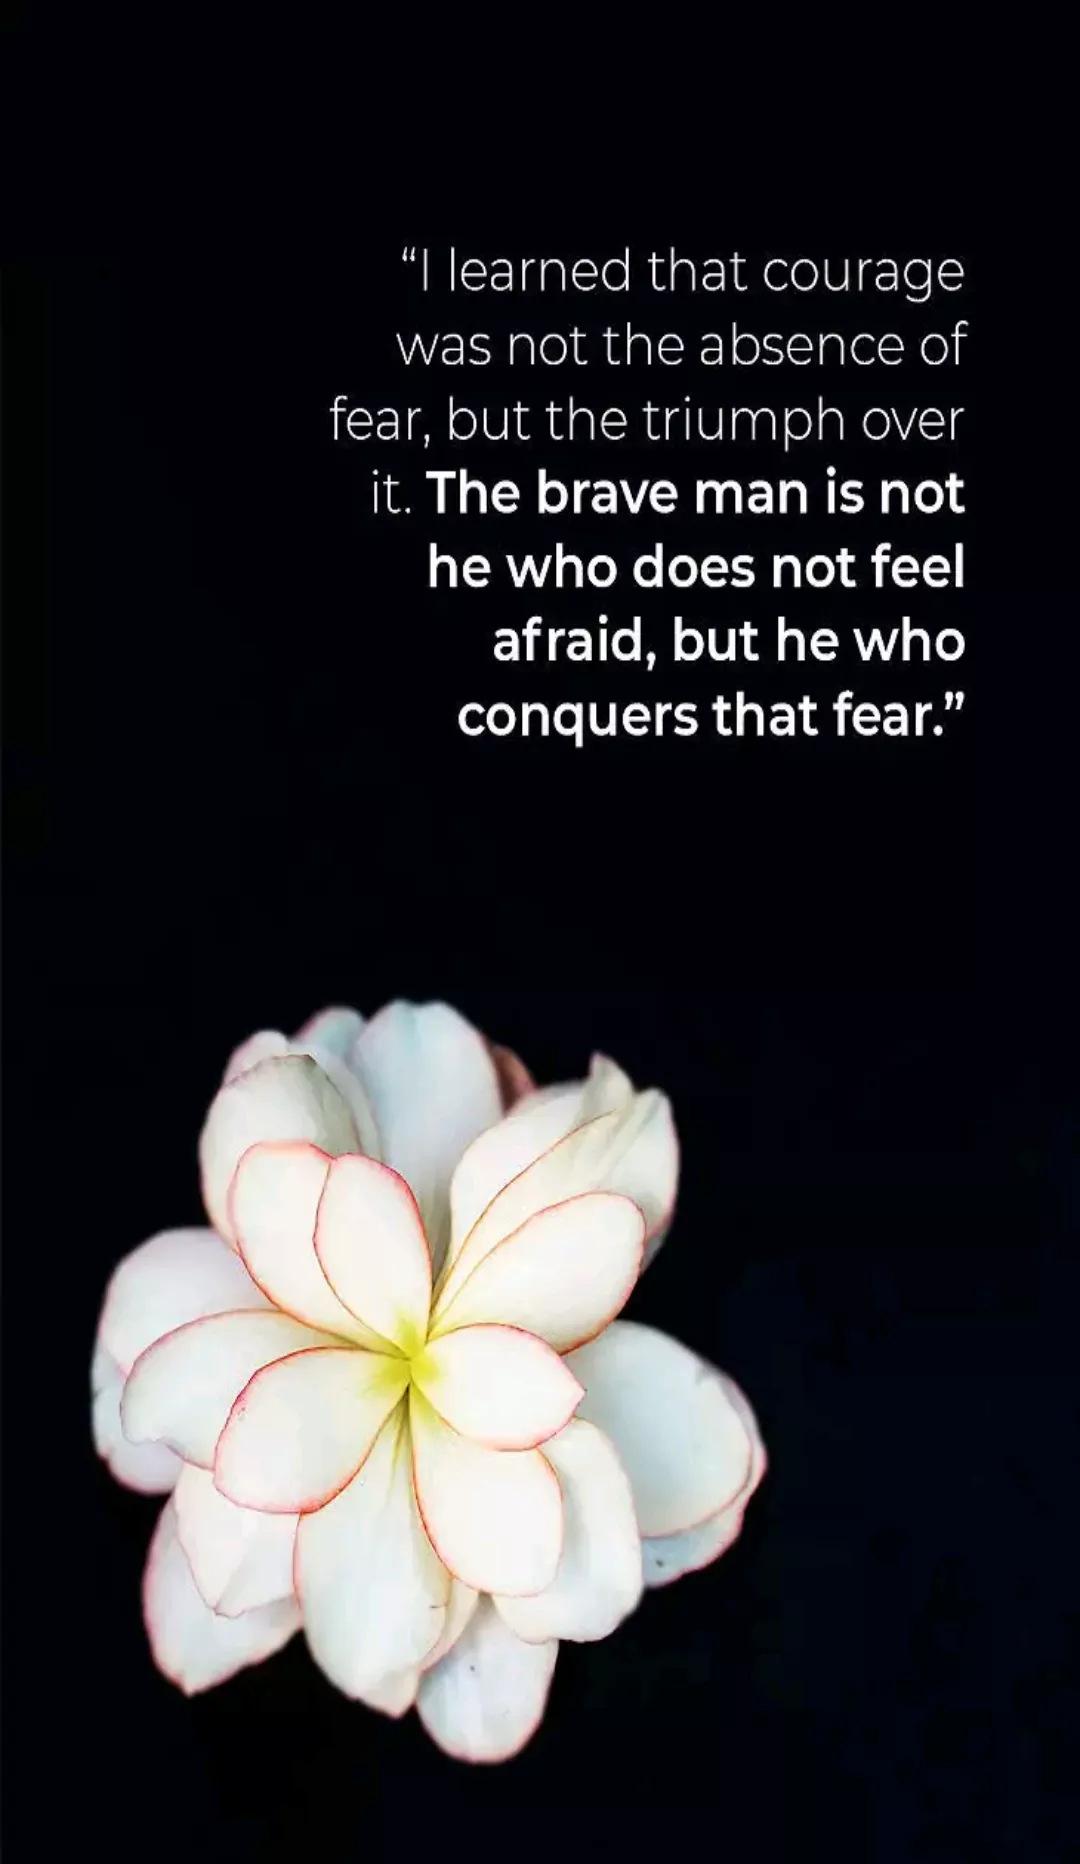 “I learned that courage
was not the absence of
fear, but the triumph over
it. The brave man is not
he who does not feel
afraid, but he who
conquers that fear.”